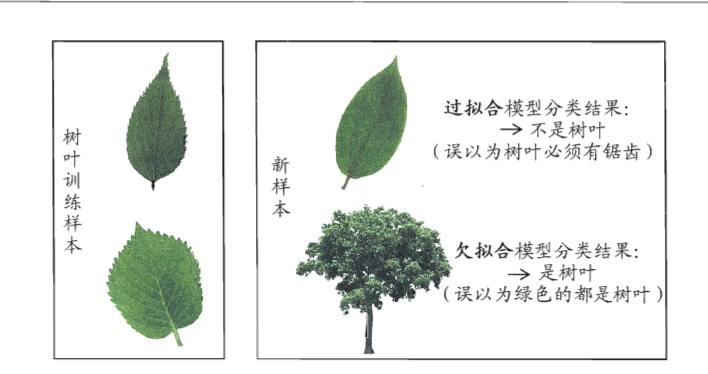 树叶训练样本
新样本
过拟合模型分类结果:
→ 不是树叶
(误以为树叶必须有锯齿)
欠拟合模型分类结果:
→ 是树叶
(误以为绿色的都是树叶)